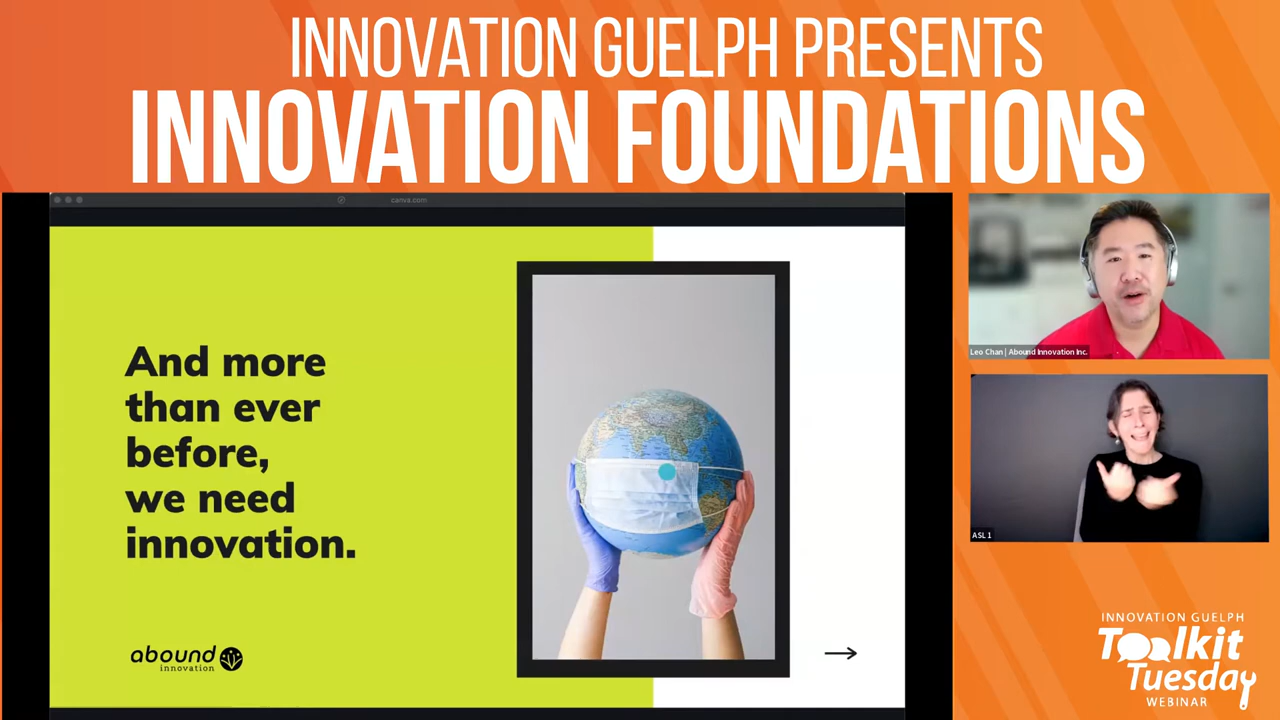 INNOVATION GUELPH PRESENTS
INNOVATION FOUNDATIONS
canva.com
And more
than ever
before,
we need
innovation.
abound
innovation
Leo Chan | Abound Innovation Inc.
ASL 1
INNOVATION GUELPH
Toolkit
Tuesday
WEBINAR